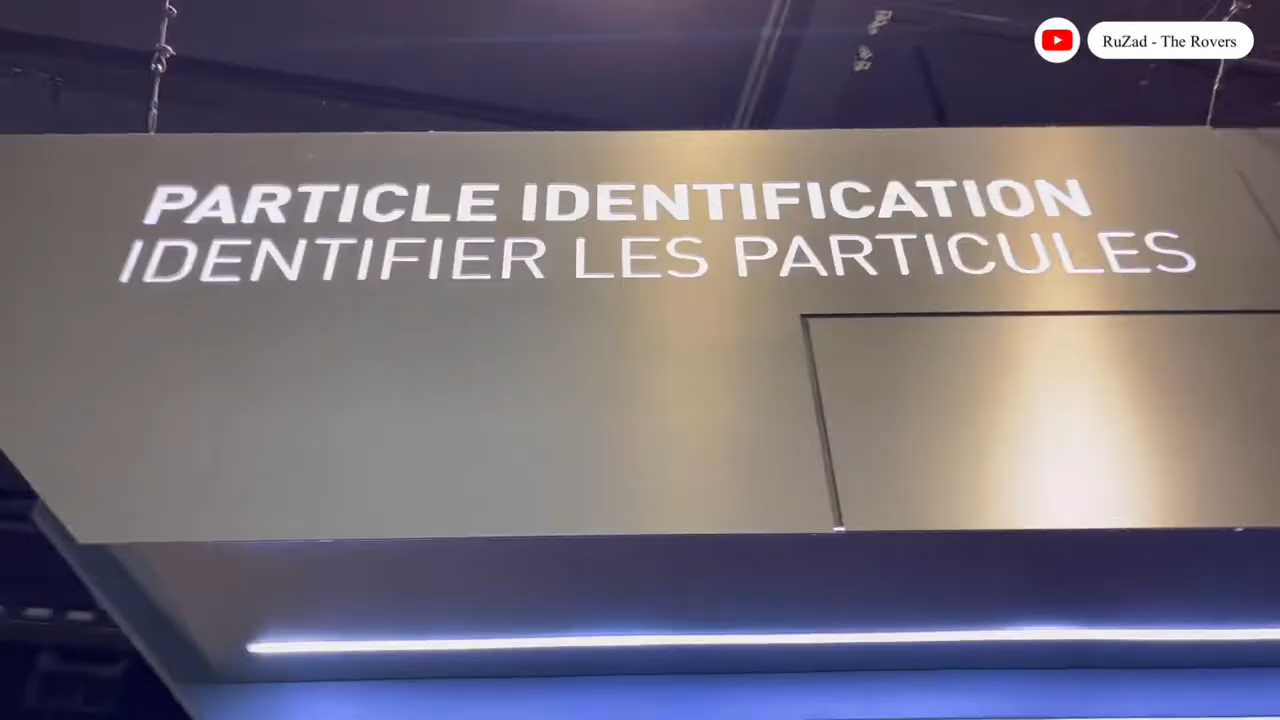 RuZad - The Rovers
PARTICLE IDENTIFICATION
IDENTIFIER LES PARTICULES